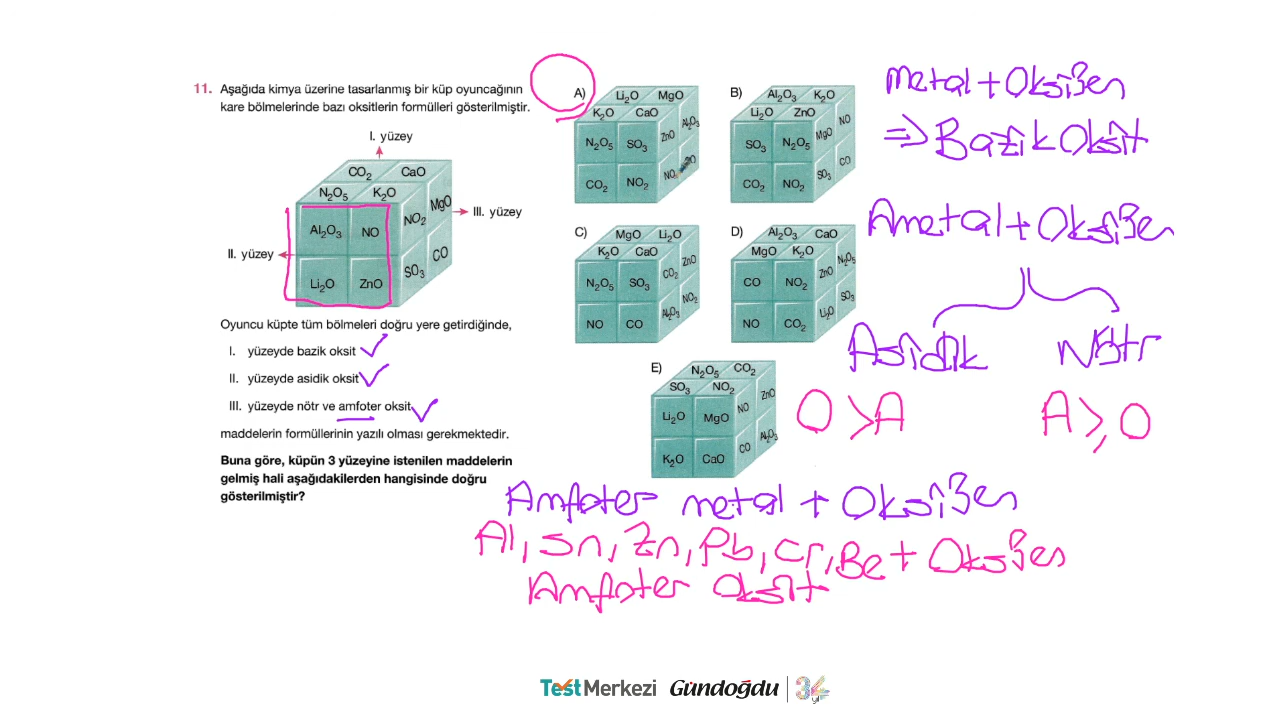 11. Aşağıda kimya üzerine tasarlanmış bir küp oyuncağının
kare bölmelerinde bazı oksitlerin formülleri gösterilmiştir.
I. yüzey
CO₂ CaO
N₂O₅ K₂O
Al₂O₃ NO NO₂ MgO
Li₂O ZnO SO₃ CO
II. yüzey
III. yüzey
Oyuncu küpte tüm bölmeleri doğru yere getirdiğinde,
I. yüzeyde bazik oksit
II. yüzeyde asidik oksit
III. yüzeyde nötr ve amfoter oksit
maddelerin formüllerinin yazılı olması gerekmektedir.
Buna göre, küpün 3 yüzeyine istenilen maddelerin
gelmiş hali aşağıdakilerden hangisinde doğru
gösterilmiştir?
A)
Li₂O MgO
K₂O CaO
N₂O₅ SO₃ ZnO Al₂O₃
CO₂ NO₂ NO
B)
Al₂O₃ K₂O
Li₂O ZnO
SO₃ N₂O₅ MgO NO
CO₂ NO₂ SO₃ CO
C)
MgO Li₂O
K₂O CaO
N₂O₅ SO₃ CO₂ ZnO
NO CO Al₂O₃ NO₂
D)
Al₂O₃ CaO
MgO K₂O
CO NO₂ ZnO N₂O₅
NO CO₂ Li₂O SO₃
E)
N₂O₅ CO₂
SO₃ NO₂
Li₂O MgO NO ZnO
K₂O CaO CO Al₂O₃
metal + Oksijen
⇒ Bazik Oksit
Ametal + Oksijen
Asidik Nötr
O > A A ≥ O
Amfoter metal + Oksijen
Al, Sn, Zn, Pb, Cr, Be + Oksijen
Amfoter Oksit
TestMerkezi Gündoğdu 34 yıl